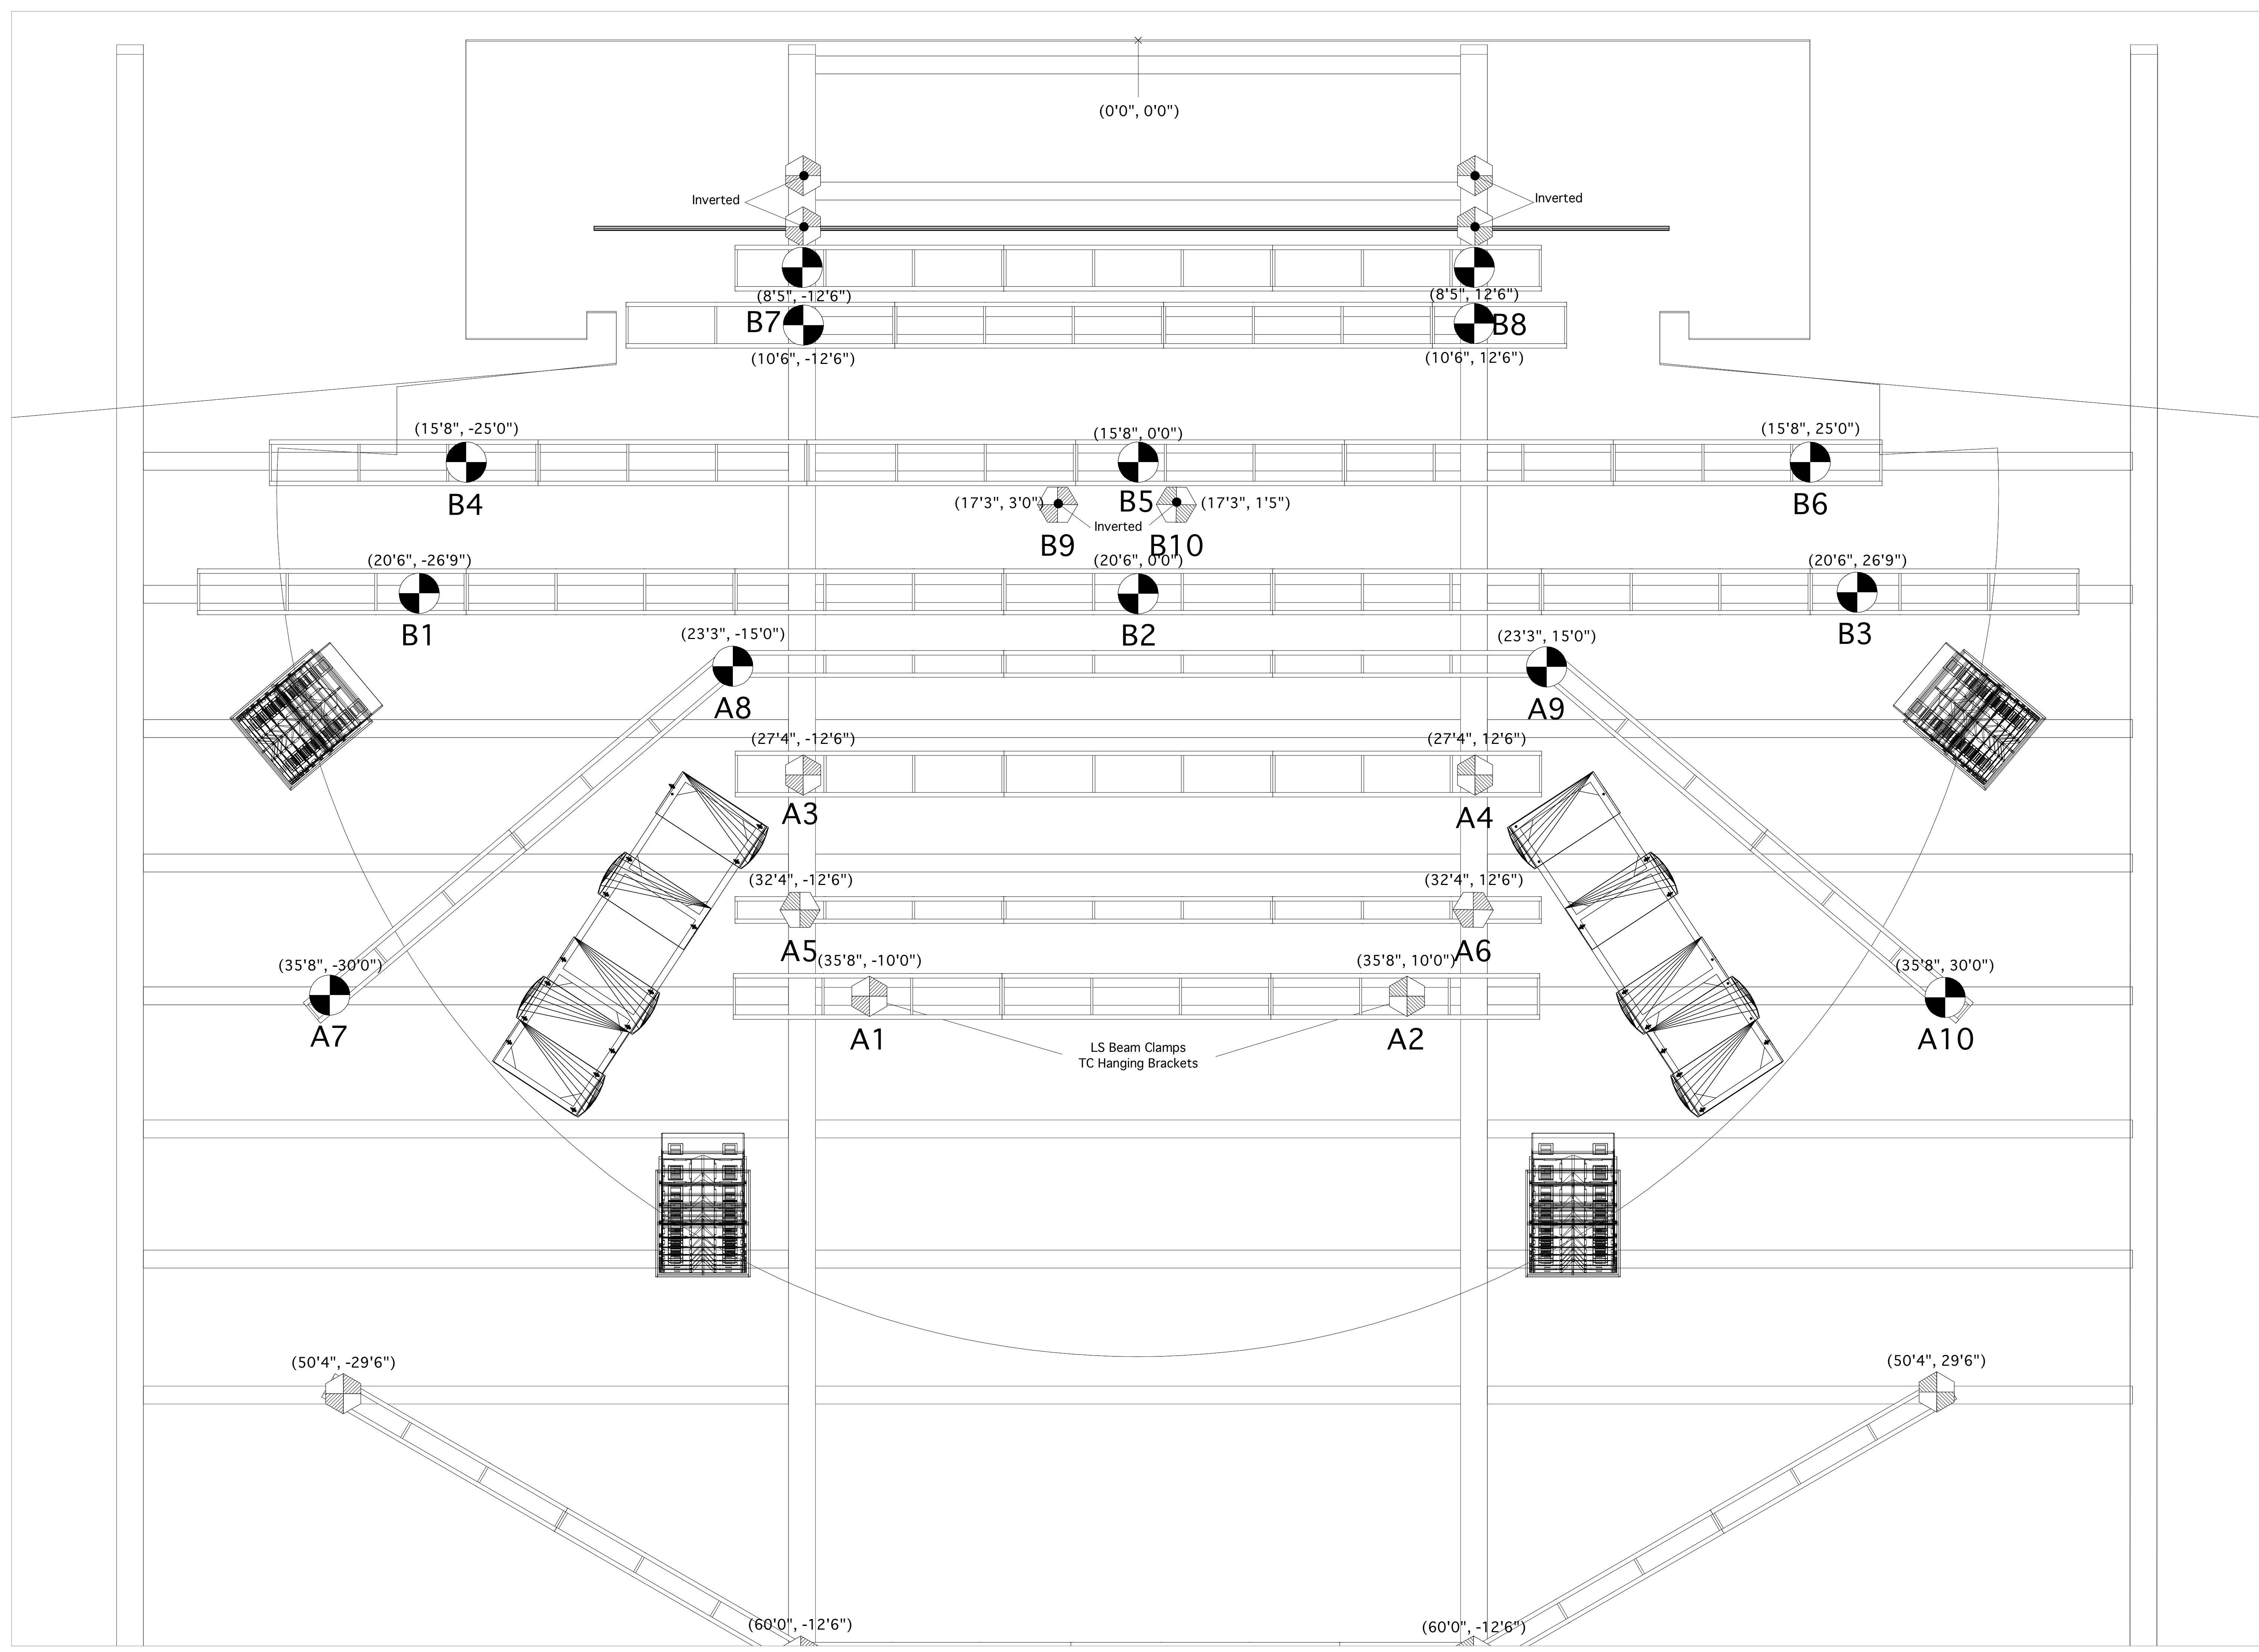 (0'0", 0'0")
Inverted
Inverted
(8'5", -12'6")
(8'5", 12'6")
B7
B8
(10'6", -12'6")
(10'6", 12'6")
(15'8", -25'0")
(15'8", 0'0")
(15'8", 25'0")
B4
B5
B6
(17'3", 3'0")
(17'3", 1'5")
Inverted
B9
B10
(20'6", -26'9")
(20'6", 0'0")
(20'6", 26'9")
B1
B2
B3
(23'3", -15'0")
(23'3", 15'0")
A8
A9
(27'4", -12'6")
(27'4", 12'6")
A3
A4
(32'4", -12'6")
(32'4", 12'6")
A5
A6
(35'8", -30'0")
(35'8", -10'0")
(35'8", 10'0")
(35'8", 30'0")
A7
A1
A2
A10
LS Beam Clamps
TC Hanging Brackets
(50'4", -29'6")
(50'4", 29'6")
(60'0", -12'6")
(60'0", -12'6")